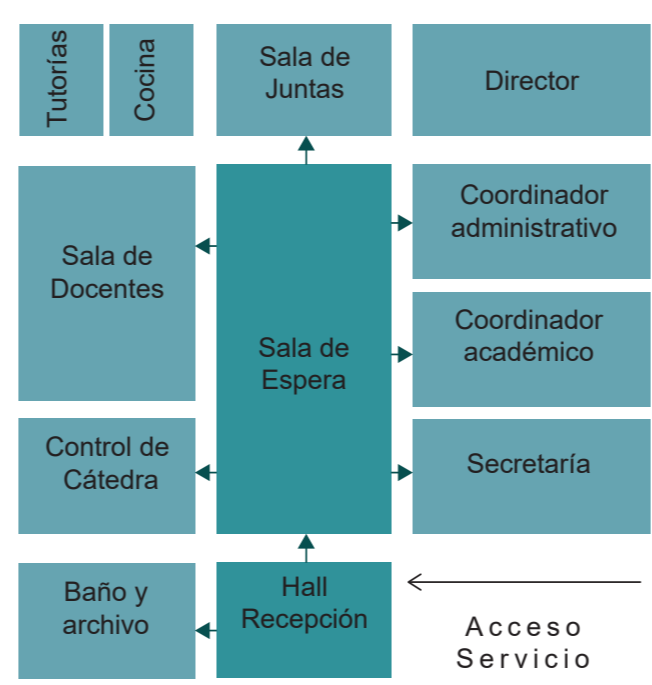 Tutorías
Cocina
Sala de
Juntas
Director
Sala de
Docentes
Sala de
Espera
Coordinador
administrativo
Coordinador
académico
Control de
Cátedra
Secretaría
Baño y
archivo
Hall
Recepción
Acceso
Servicio